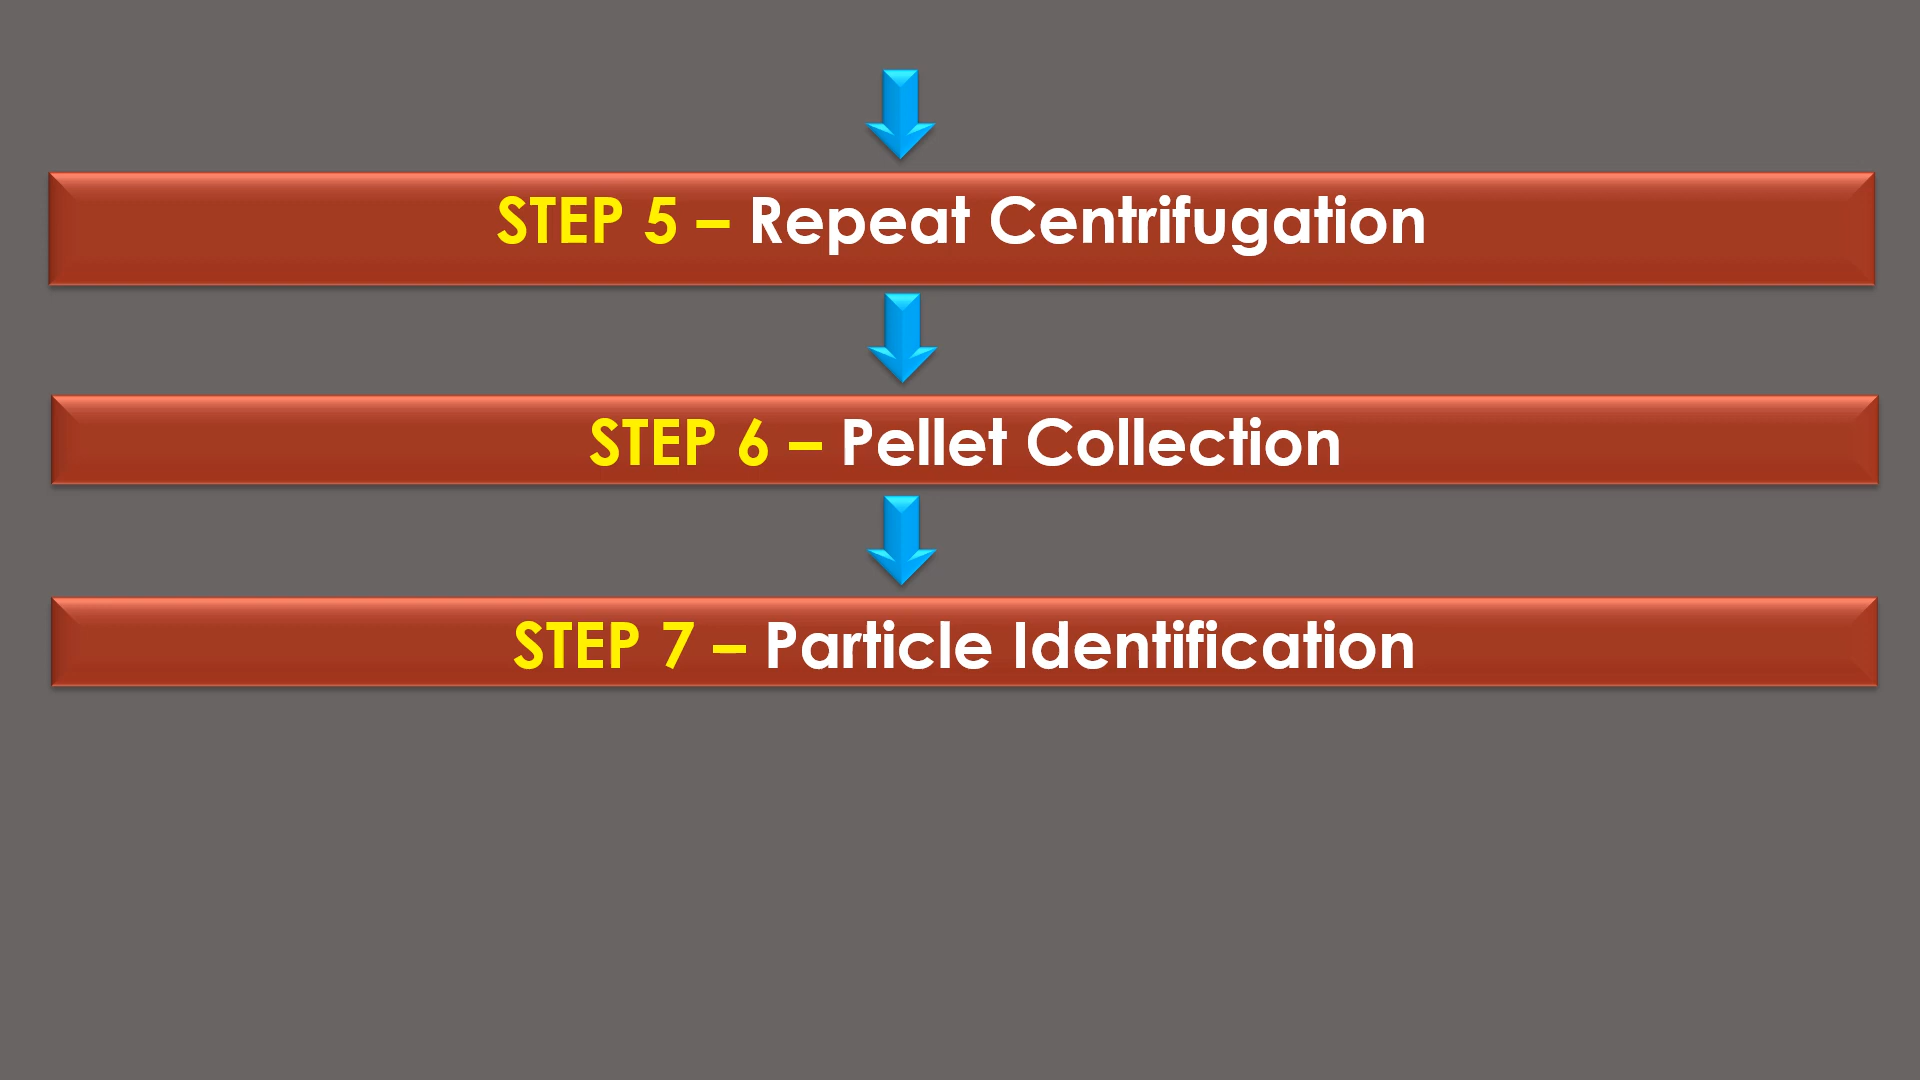 STEP 5 – Repeat Centrifugation
STEP 6 – Pellet Collection
STEP 7 – Particle Identification